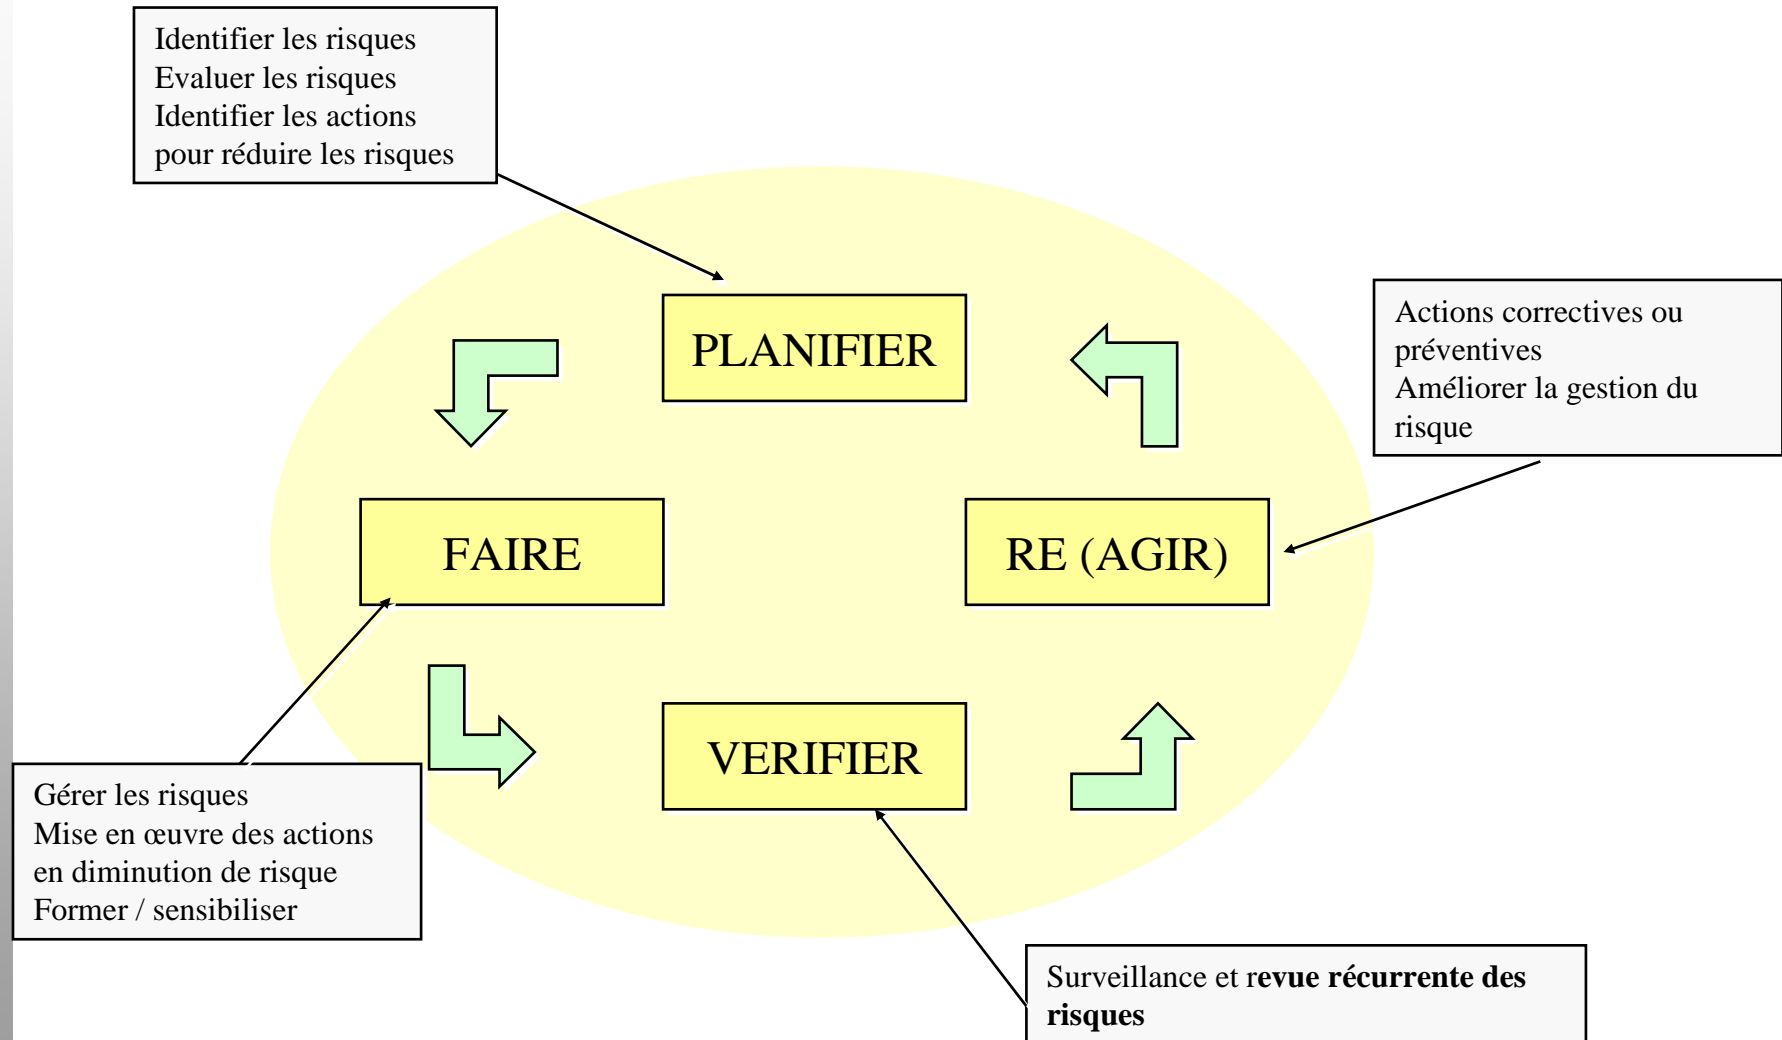 Identifier les risques
Evaluer les risques
Identifier les actions
pour réduire les risques
PLANIFIER
Actions correctives ou
préventives
Améliorer la gestion du
risque
FAIRE
RE (AGIR)
VERIFIER
Gérer les risques
Mise en œuvre des actions
en diminution de risque
Former / sensibiliser
Surveillance et revue récurrente des
risques